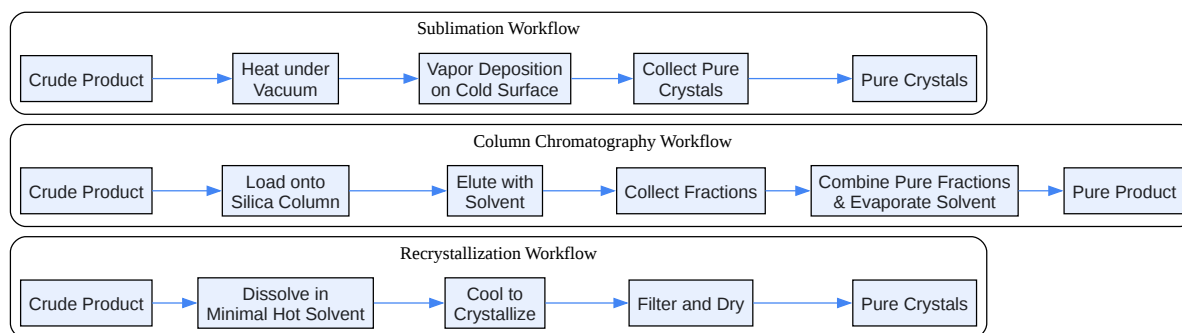 Sublimation Workflow
Crude Product
Heat under
Vacuum
Vapor Deposition
on Cold Surface
Collect Pure
Crystals
Pure Crystals
Column Chromatography Workflow
Crude Product
Load onto
Silica Column
Elute with
Solvent
Collect Fractions
Combine Pure Fractions
& Evaporate Solvent
Pure Product
Recrystallization Workflow
Crude Product
Dissolve in
Minimal Hot Solvent
Cool to
Crystallize
Filter and Dry
Pure Crystals